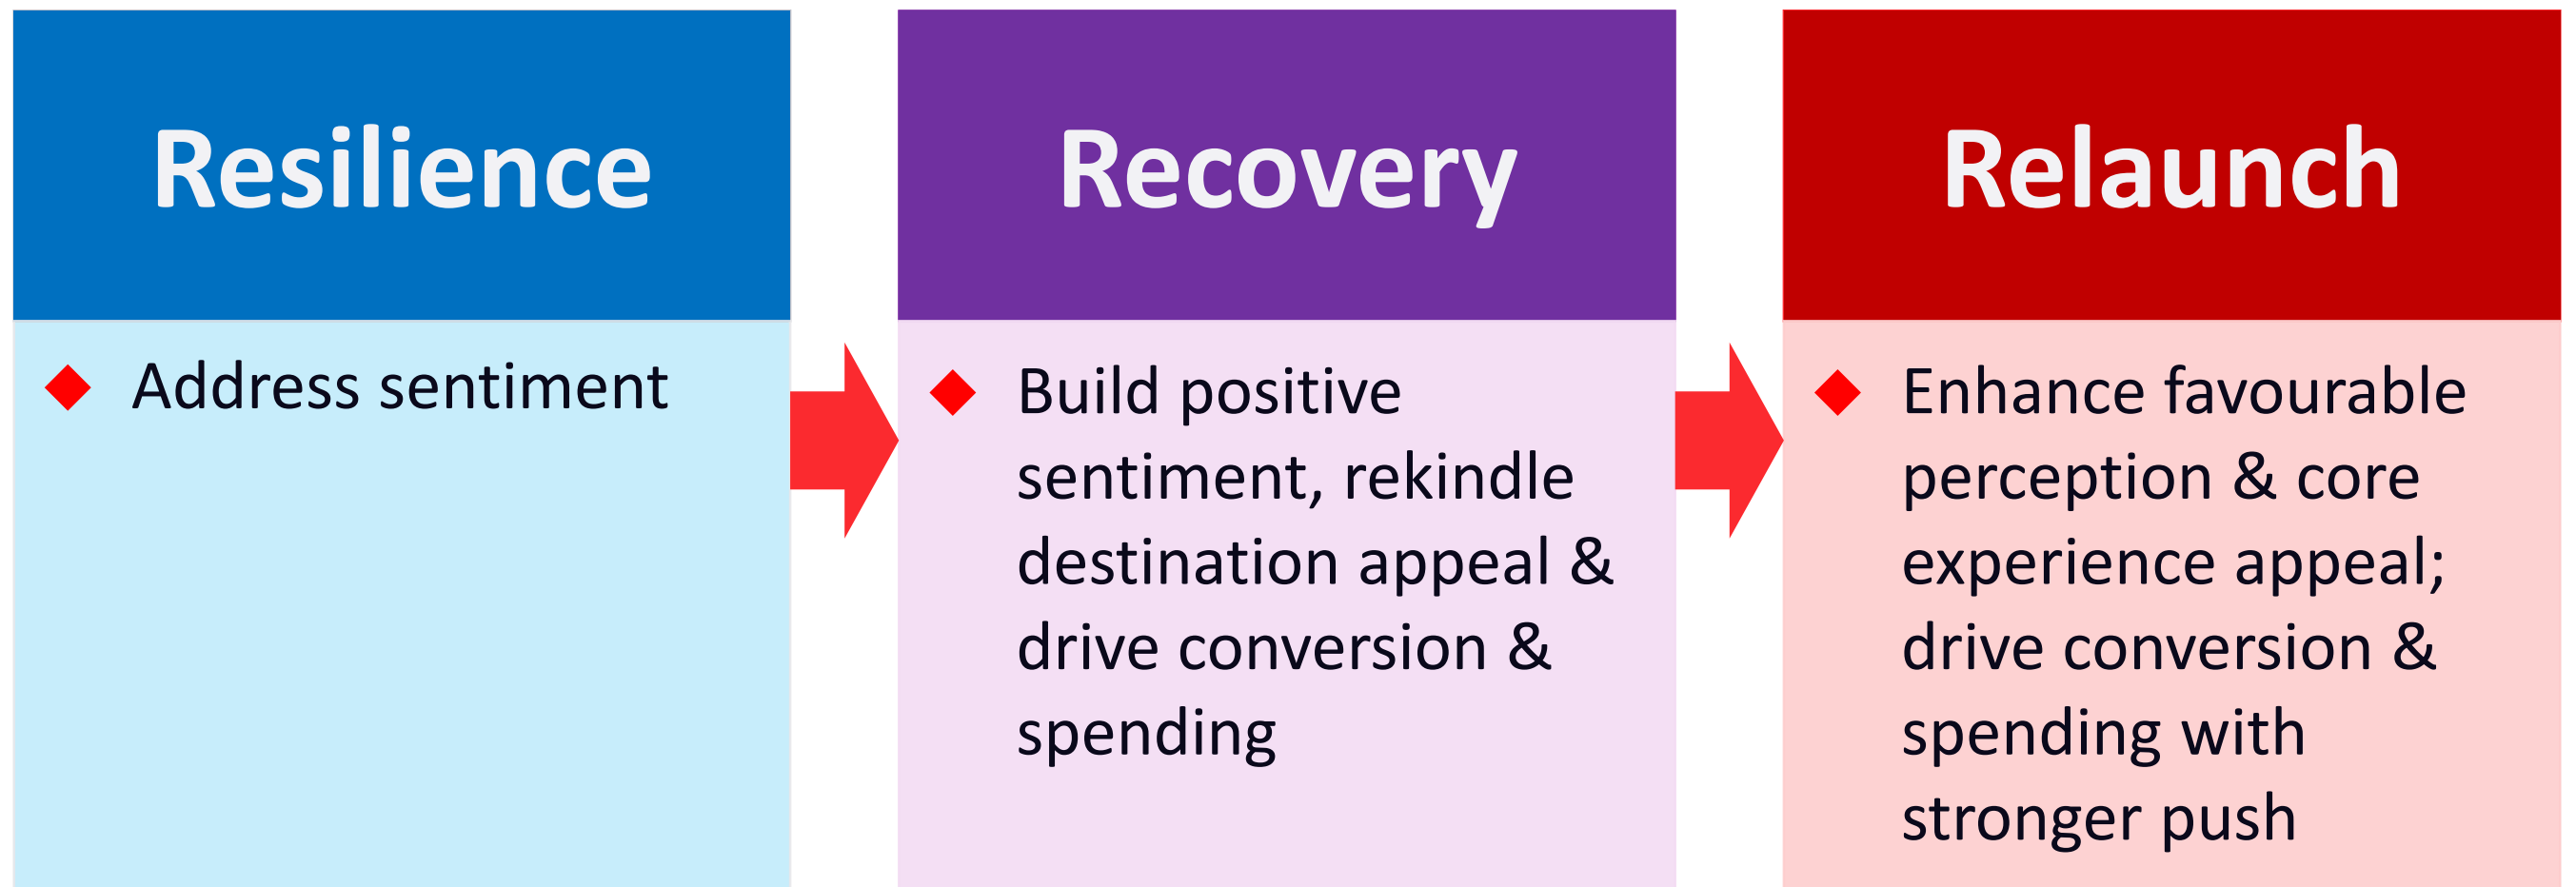 Resilience
Address sentiment
Recovery
Build positive
sentiment, rekindle
destination appeal &
drive conversion &
spending
Relaunch
Enhance favourable
perception & core
experience appeal;
drive conversion &
spending with
stronger push